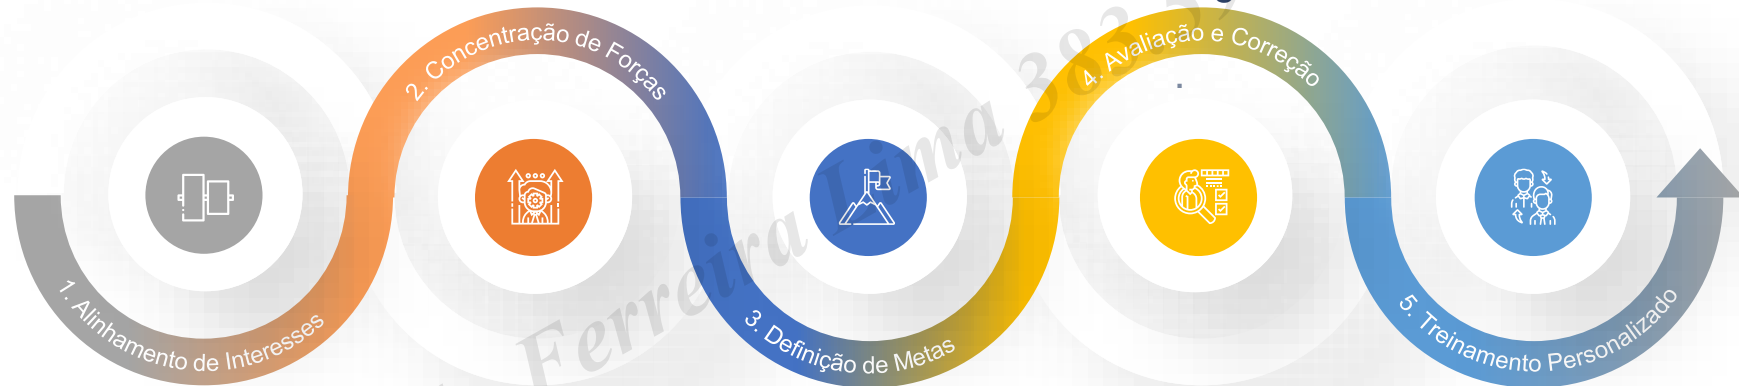 1. Alinhamento de Interesses
2. Concentração de Forças
3. Definição de Metas
4. Avaliação e Correção
5. Treinamento Personalizado
Ferreira Lima 383.